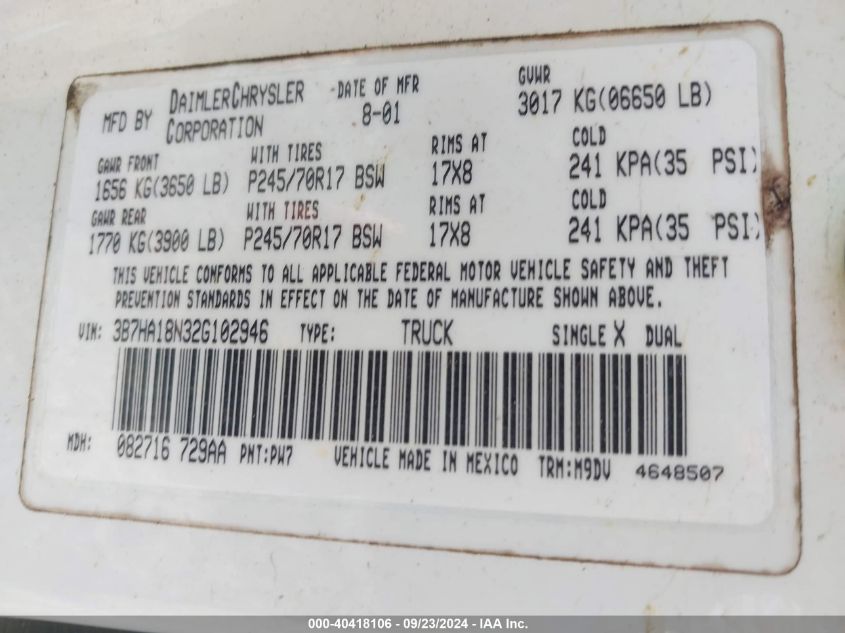 MFD BY DAIMLERCHRYSLER CORPORATION DATE OF MFR 8-01 GVWR 3017 KG(06650 LB)
GAWR FRONT WITH TIRES RIMS AT COLD
1656 KG(3650 LB) P245/70R17 BSW 17X8 241 KPA(35 PSI)
GAWR REAR WITH TIRES RIMS AT COLD
1770 KG(3900 LB) P245/70R17 BSW 17X8 241 KPA(35 PSI)
THIS VEHICLE CONFORMS TO ALL APPLICABLE FEDERAL MOTOR VEHICLE SAFETY AND THEFT
PREVENTION STANDARDS IN EFFECT ON THE DATE OF MANUFACTURE SHOWN ABOVE.
VIN: 3B7HA18N32G102946 TYPE: TRUCK SINGLE X DUAL
MDH: 082716 729AA PNT:PW7 VEHICLE MADE IN MEXICO TRM:M9DV 4648507
000-40418106 - 09/23/2024 - IAA Inc.